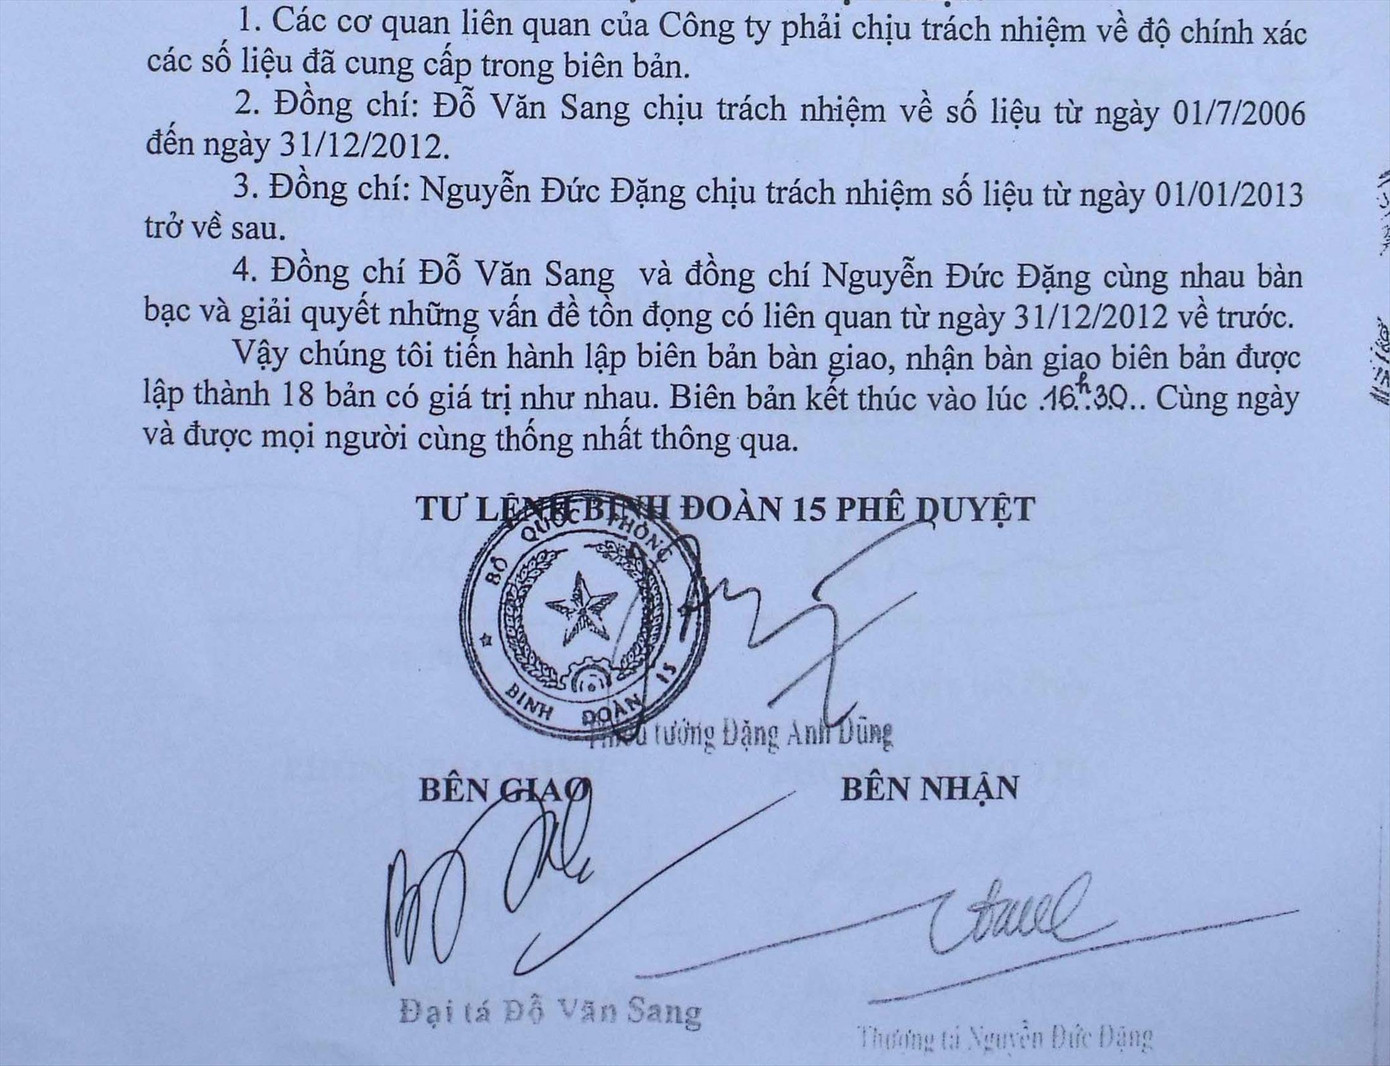 1. Các cơ quan liên quan của Công ty phải chịu trách nhiệm về độ chính xác
các số liệu đã cung cấp trong biên bản.
2. Đồng chí: Đỗ Văn Sang chịu trách nhiệm về số liệu từ ngày 01/7/2006
đến ngày 31/12/2012.
3. Đồng chí: Nguyễn Đức Đặng chịu trách nhiệm số liệu từ ngày 01/01/2013
trở về sau.
4. Đồng chí Đỗ Văn Sang và đồng chí Nguyễn Đức Đặng cùng nhau bàn
bạc và giải quyết những vấn đề tồn đọng có liên quan từ ngày 31/12/2012 về trước.
Vậy chúng tôi tiến hành lập biên bản bàn giao, nhận bàn giao biên bản được
lập thành 18 bản có giá trị như nhau. Biên bản kết thúc vào lúc .16h.30.. Cùng ngày
và được mọi người cùng thống nhất thông qua.
TƯ LỆNH BINH ĐOÀN 15 PHÊ DUYỆT
BỘ QUỐC PHÒNG
BINH ĐOÀN 15
Thiếu tướng Đặng Anh Dũng
BÊN GIAO
BÊN NHẬN
Đại tá Đỗ Văn Sang
Thượng tá Nguyễn Đức Đặng